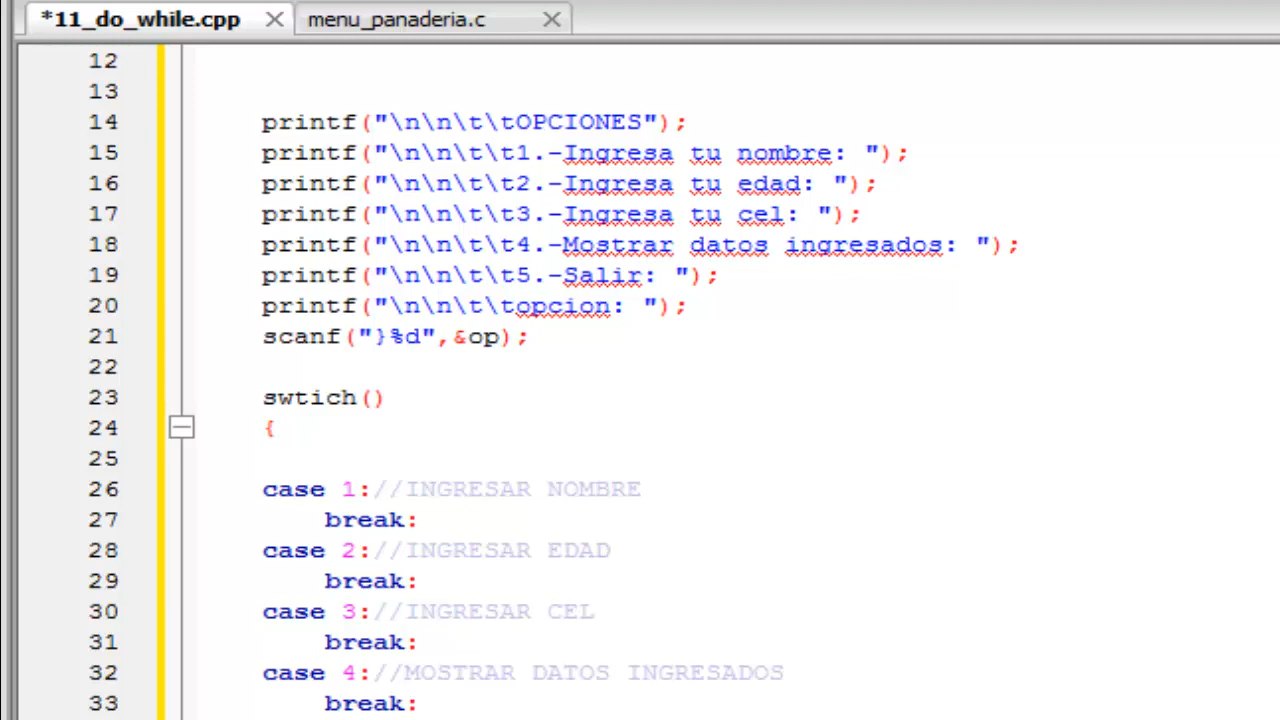 *11_do_while.cpp menu_panaderia.c
12
13
14 printf("\n\n\t\tOPCIONES");
15 printf("\n\n\t\t1.-Ingresa tu nombre: ");
16 printf("\n\n\t\t2.-Ingresa tu edad: ");
17 printf("\n\n\t\t3.-Ingresa tu cel: ");
18 printf("\n\n\t\t4.-Mostrar datos ingresados: ");
19 printf("\n\n\t\t5.-Salir: ");
20 printf("\n\n\t\topcion: ");
21 scanf("}%d",&op);
22
23 swtich()
24 {
25
26 case 1://INGRESAR NOMBRE
27 break:
28 case 2://INGRESAR EDAD
29 break:
30 case 3://INGRESAR CEL
31 break:
32 case 4://MOSTRAR DATOS INGRESADOS
33 break: